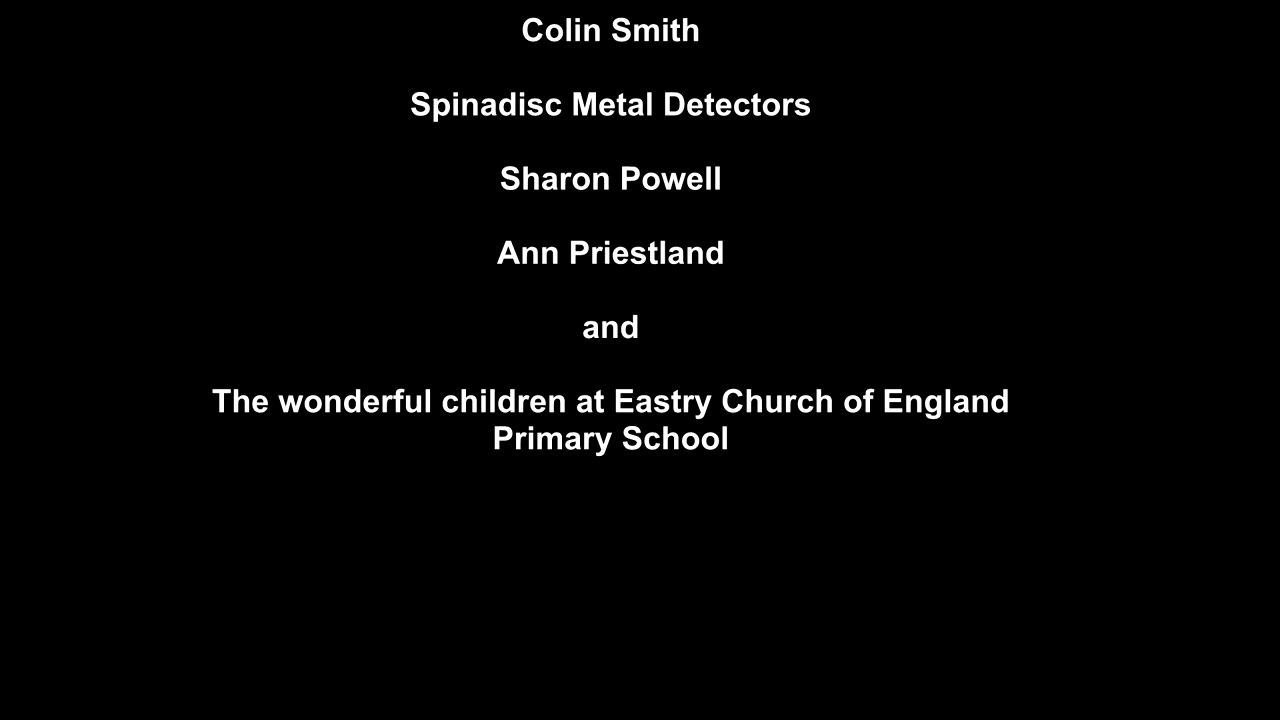 Colin Smith
Spinadisc Metal Detectors
Sharon Powell
Ann Priestland
and
The wonderful children at Eastry Church of England
Primary School